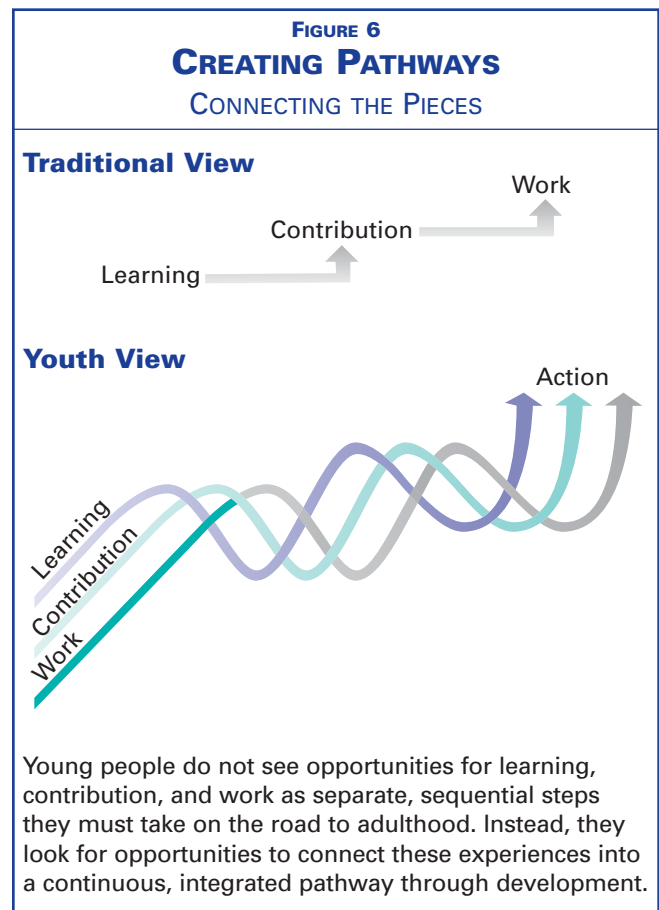 FIGURE 6
CREATING PATHWAYS
CONNECTING THE PIECES
Traditional View
Work
Contribution
Learning
Youth View
Action
Learning
Contribution
Work
Young people do not see opportunities for learning,
contribution, and work as separate, sequential steps
they must take on the road to adulthood. Instead, they
look for opportunities to connect these experiences into
a continuous, integrated pathway through development.